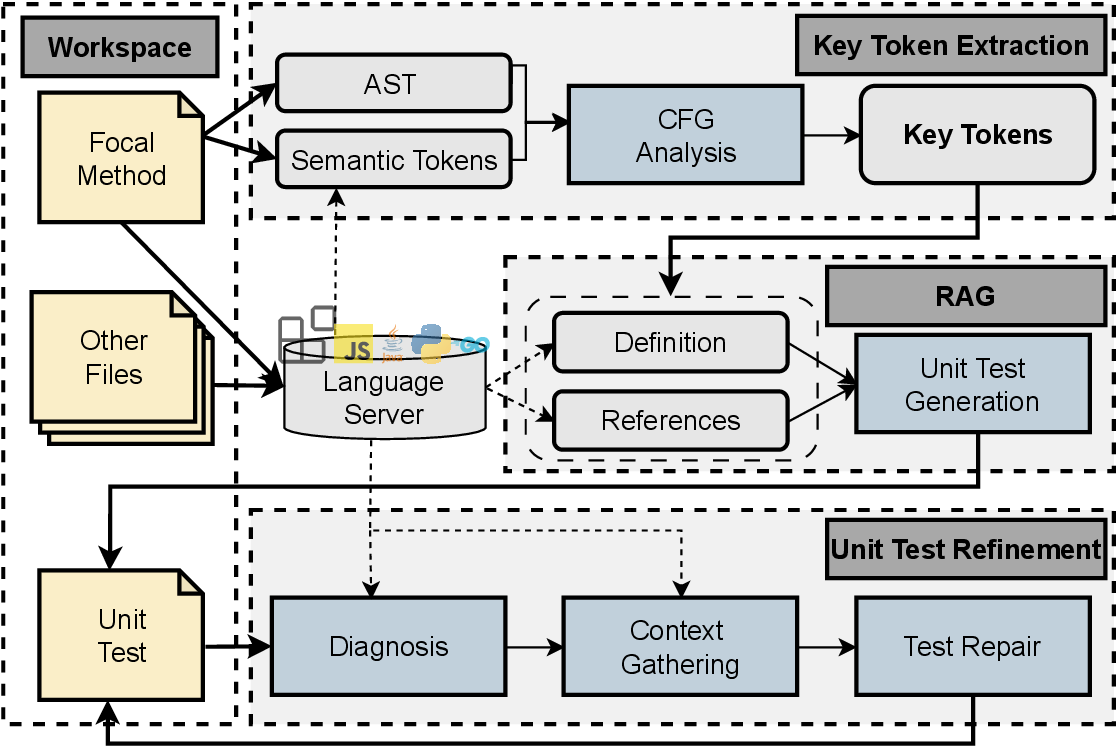 Workspace
Key Token Extraction
Focal
Method
AST
Semantic Tokens
CFG
Analysis
Key Tokens
RAG
Other
Files
JS
Java
GO
Language
Server
Definition
References
Unit Test
Generation
Unit Test Refinement
Unit
Test
Diagnosis
Context
Gathering
Test Repair